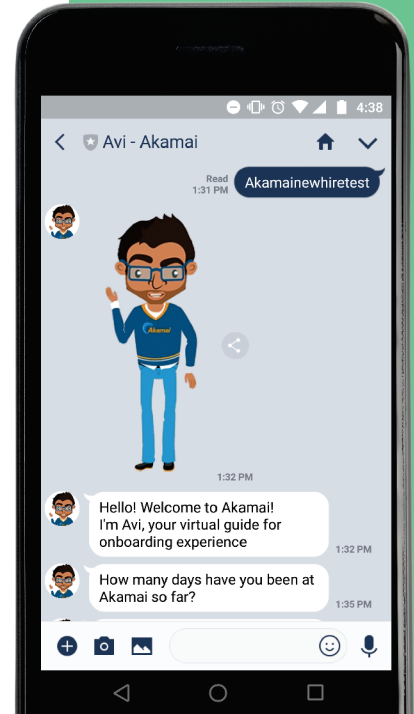 4:38
Avi - Akamai
Read
1:31 PM
Akamainewhiretest
Akamai
1:32 PM
Hello! Welcome to Akamai!
I'm Avi, your virtual guide for
onboarding experience
1:32 PM
How many days have you been at
Akamai so far?
1:35 PM